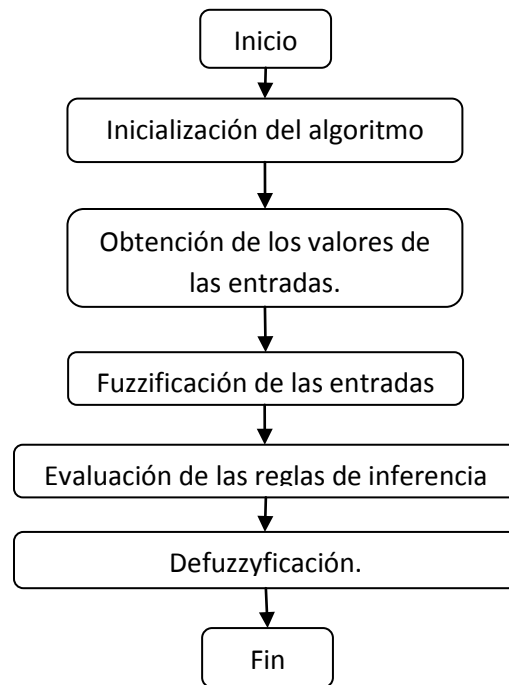 Inicio
Inicialización del algoritmo
Obtención de los valores de
las entradas.
Fuzzificación de las entradas
Evaluación de las reglas de inferencia
Defuzzyficación.
Fin